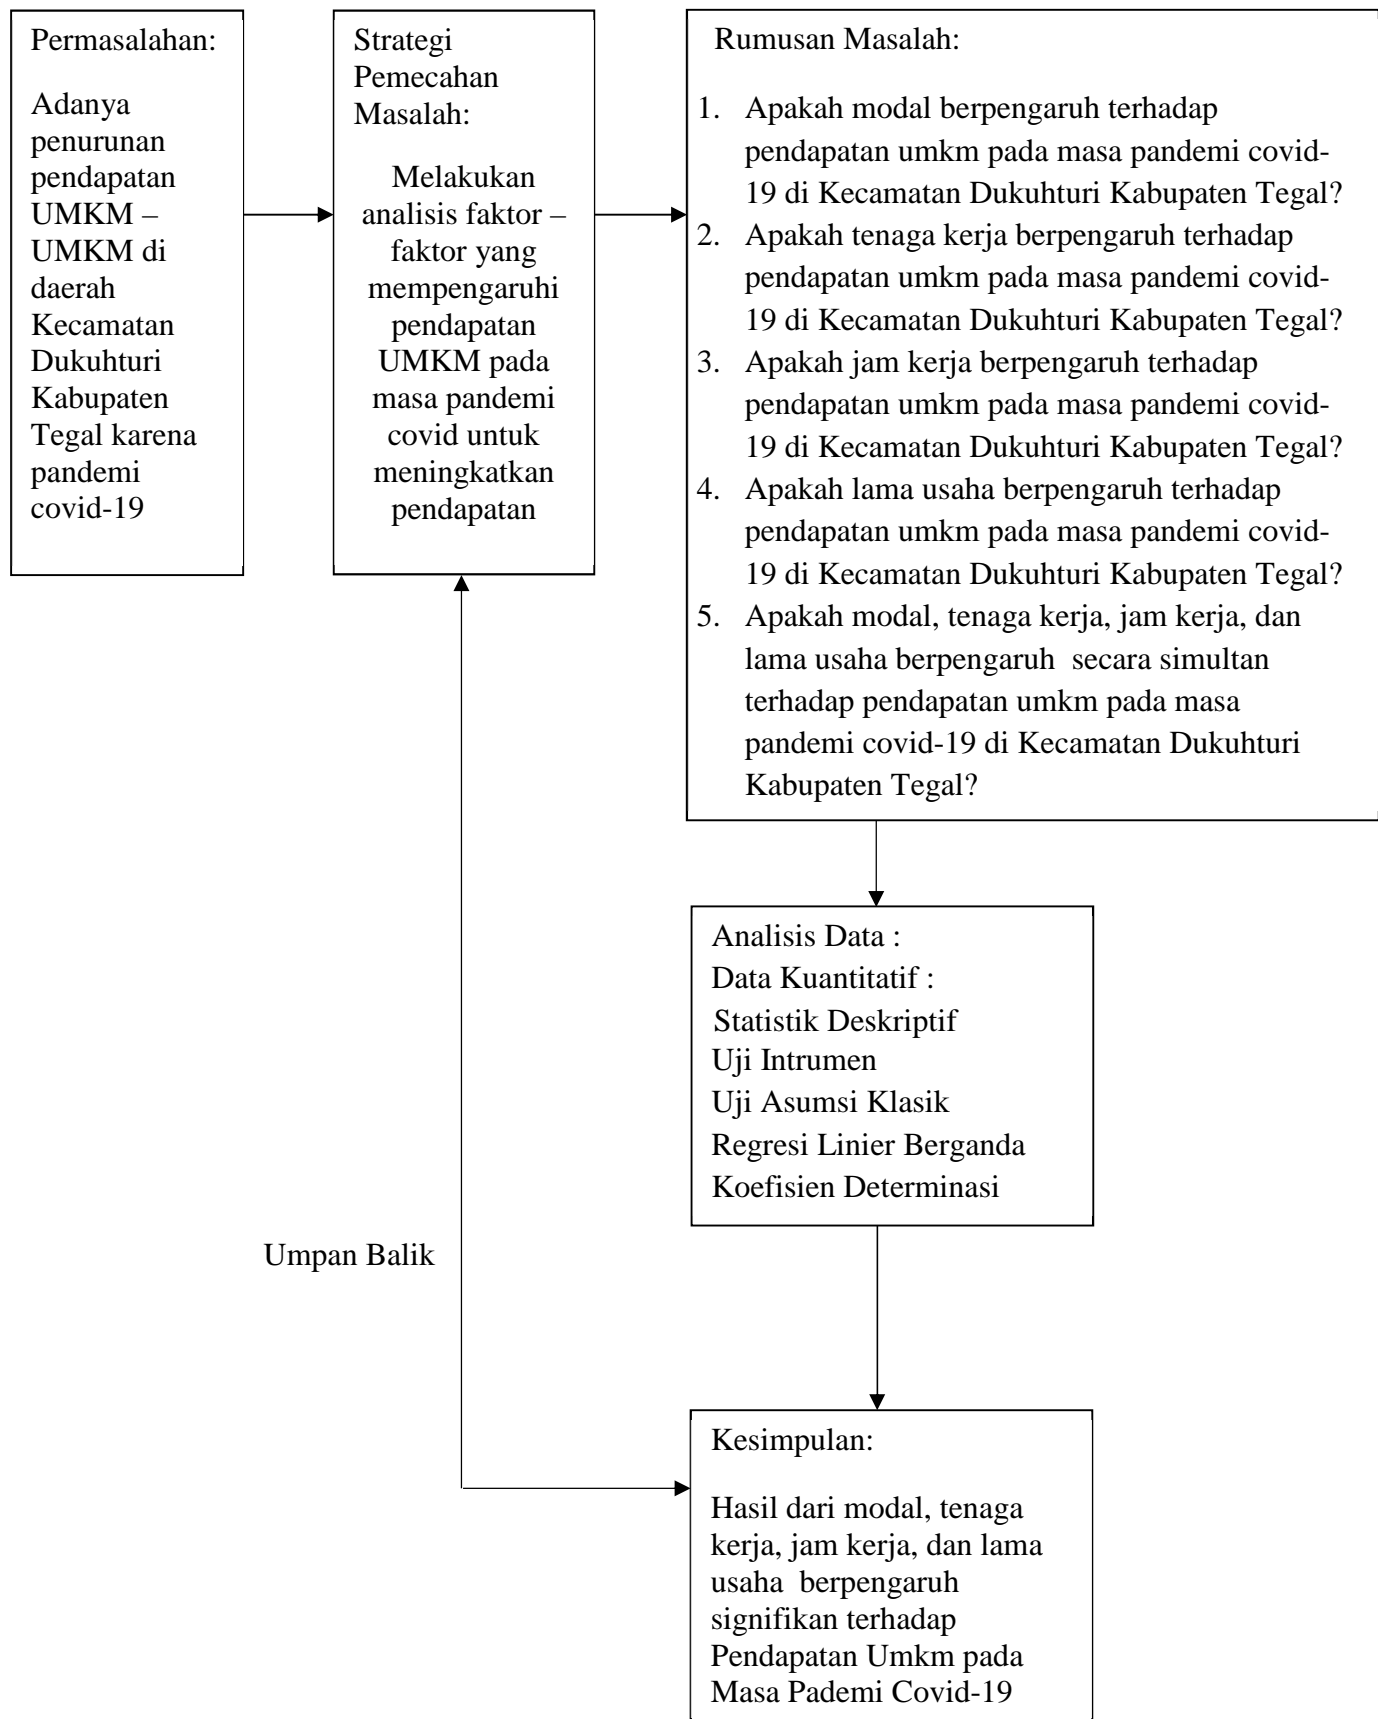 Permasalahan:
Adanya
penurunan
pendapatan
UMKM –
UMKM di
daerah
Kecamatan
Dukuhturi
Kabupaten
Tegal karena
pandemi
covid-19
Strategi
Pemecahan
Masalah:
Melakukan
analisis faktor –
faktor yang
mempengaruhi
pendapatan
UMKM pada
masa pandemi
covid untuk
meningkatkan
pendapatan
Rumusan Masalah:
1. Apakah modal berpengaruh terhadap
pendapatan umkm pada masa pandemi covid-
19 di Kecamatan Dukuhturi Kabupaten Tegal?
2. Apakah tenaga kerja berpengaruh terhadap
pendapatan umkm pada masa pandemi covid-
19 di Kecamatan Dukuhturi Kabupaten Tegal?
3. Apakah jam kerja berpengaruh terhadap
pendapatan umkm pada masa pandemi covid-
19 di Kecamatan Dukuhturi Kabupaten Tegal?
4. Apakah lama usaha berpengaruh terhadap
pendapatan umkm pada masa pandemi covid-
19 di Kecamatan Dukuhturi Kabupaten Tegal?
5. Apakah modal, tenaga kerja, jam kerja, dan
lama usaha berpengaruh secara simultan
terhadap pendapatan umkm pada masa
pandemi covid-19 di Kecamatan Dukuhturi
Kabupaten Tegal?
Analisis Data :
Data Kuantitatif :
Statistik Deskriptif
Uji Intrumen
Uji Asumsi Klasik
Regresi Linier Berganda
Koefisien Determinasi
Umpan Balik
Kesimpulan:
Hasil dari modal, tenaga
kerja, jam kerja, dan lama
usaha berpengaruh
signifikan terhadap
Pendapatan Umkm pada
Masa Pademi Covid-19